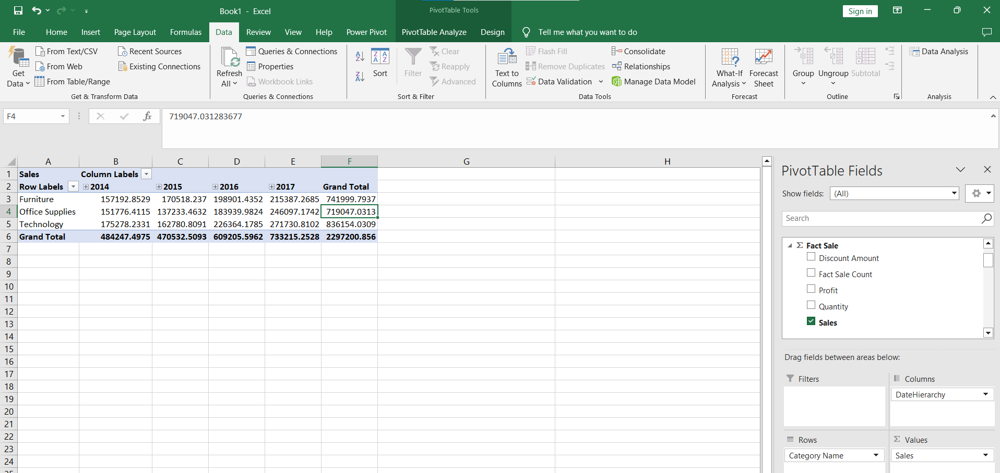 Book1 - Excel
PivotTable Tools
Sign in
File Home Insert Page Layout Formulas Data Review View Help Power Pivot PivotTable Analyze Design Tell me what you want to do
Get Data
From Text/CSV
From Web
From Table/Range
Recent Sources
Existing Connections
Get & Transform Data
Refresh All
Queries & Connections
Properties
Workbook Links
Queries & Connections
Sort
Filter
Clear
Reapply
Advanced
Sort & Filter
Text to Columns
Flash Fill
Remove Duplicates
Data Validation
Consolidate
Relationships
Manage Data Model
Data Tools
What-If Analysis
Forecast Sheet
Forecast
Group
Ungroup
Subtotal
Outline
Data Analysis
Analysis
F4
fx
719047.031283677
A B C D E F G H
1 Sales Column Labels
2 Row Labels 2014 2015 2016 2017 Grand Total
3 Furniture 157192.8529 170518.237 198901.4352 215387.2685 741999.7937
4 Office Supplies 151776.4115 137233.4632 183939.9824 246097.1742 719047.0313
5 Technology 175278.2331 162780.8091 226364.1785 271730.8102 836154.0309
6 Grand Total 484247.4975 470532.5093 609205.5962 733215.2528 2297200.856
7
8
9
10
11
12
13
14
15
16
17
18
19
20
21
22
23
24
25
PivotTable Fields
Show fields: (All)
Search
Σ Fact Sale
Discount Amount
Fact Sale Count
Profit
Quantity
Sales
Drag fields between areas below:
Filters
Columns
DateHierarchy
Rows
Category Name
Σ Values
Sales